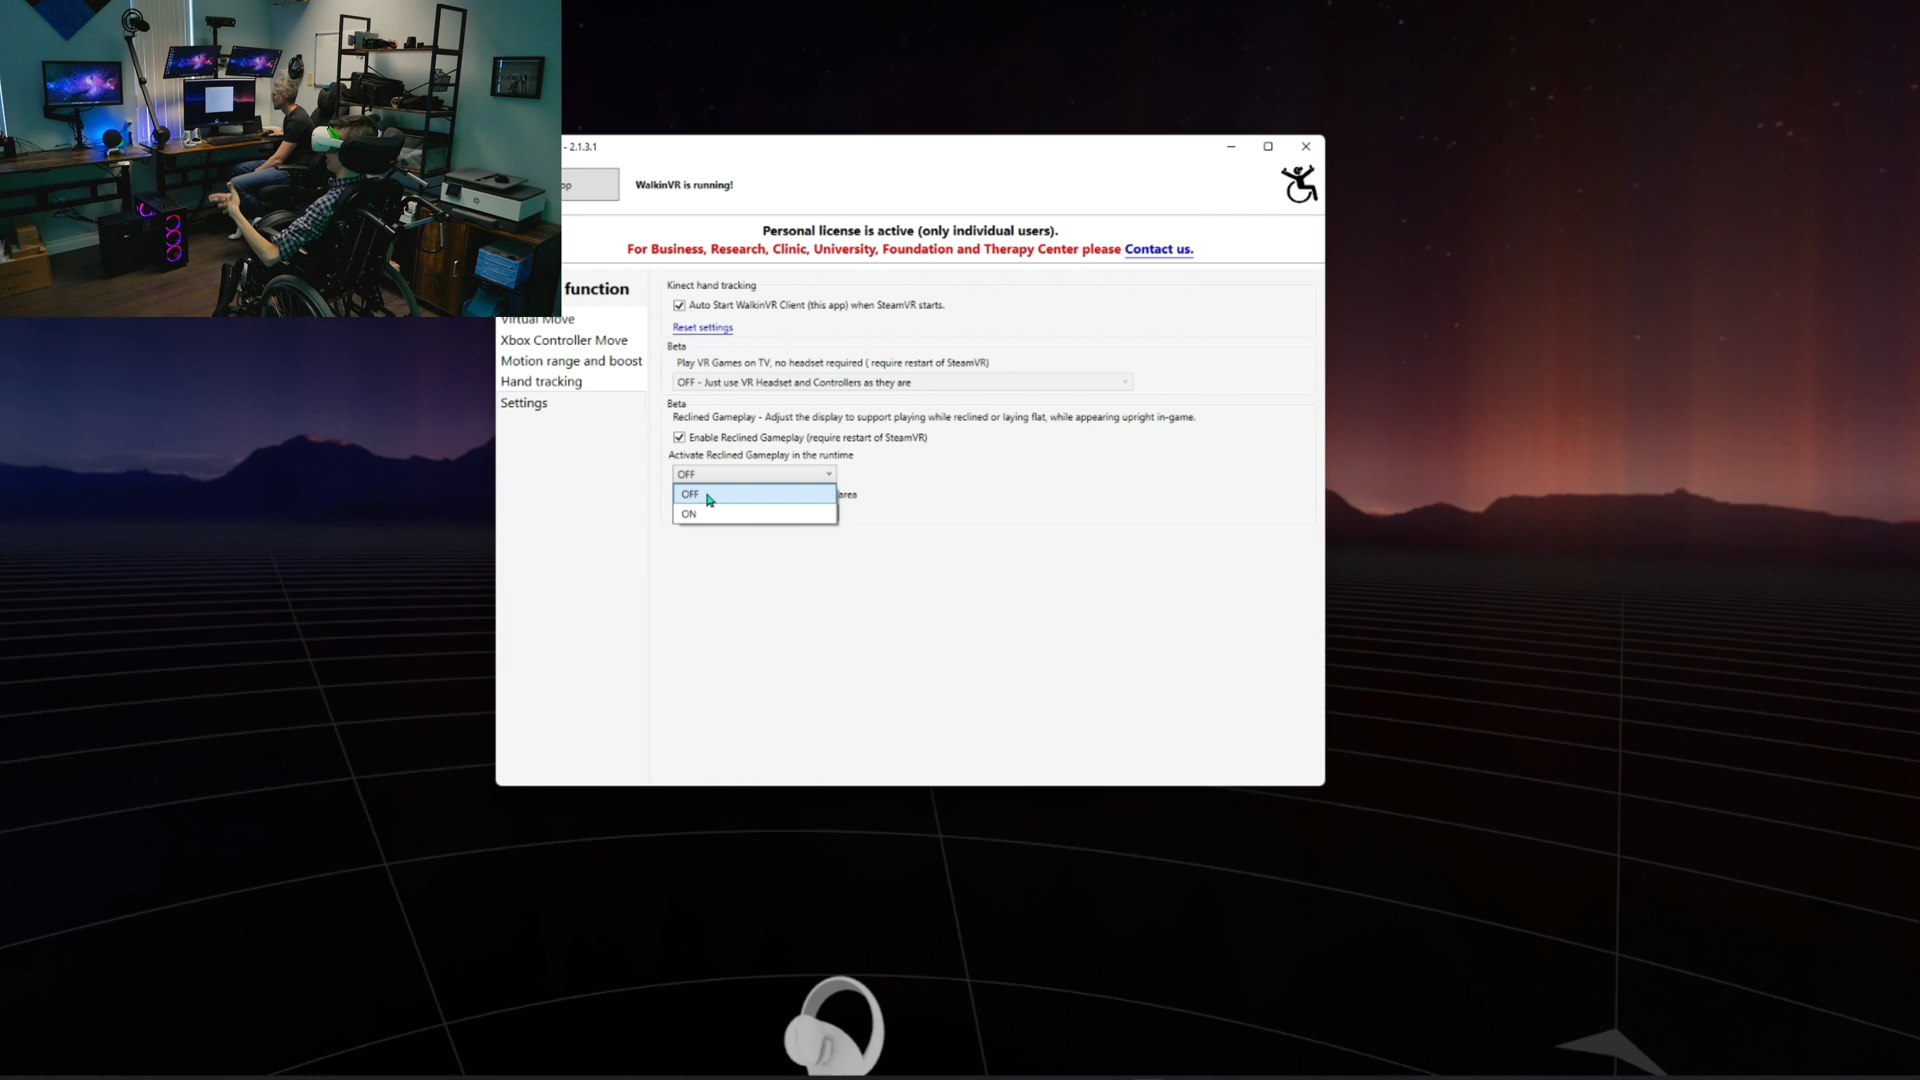 - 2.1.3.1
op
WalkinVR is running!
Personal license is active (only individual users).
For Business, Research, Clinic, University, Foundation and Therapy Center please Contact us.
function
Virtual Move
Xbox Controller Move
Motion range and boost
Hand tracking
Settings
Kinect hand tracking
Auto Start WalkinVR Client (this app) when SteamVR starts.
Reset settings
Beta
Play VR Games on TV, no headset required ( require restart of SteamVR)
OFF - Just use VR Headset and Controllers as they are
Beta
Reclined Gameplay - Adjust the display to support playing while reclined or laying flat, while appearing upright in-game.
Enable Reclined Gameplay (require restart of SteamVR)
Activate Reclined Gameplay in the runtime
OFF
OFF
area
ON